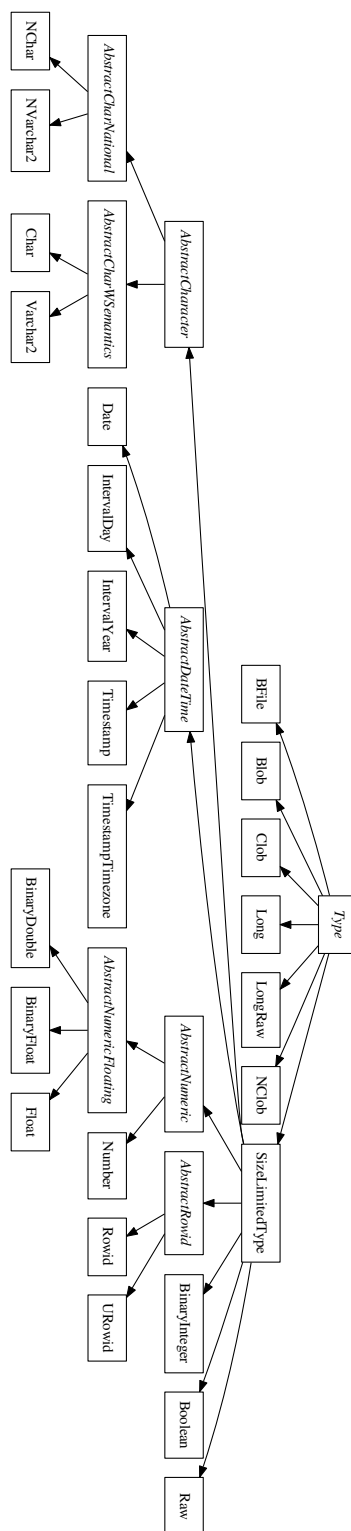 Type
BFile
Blob
Clob
Long
LongRaw
NClob
SizeLimitedType
AbstractCharacter
AbstractDateTime
AbstractNumeric
AbstractRowid
BinaryInteger
Boolean
Raw
AbstractCharNational
AbstractCharWSemantics
Date
IntervalDay
IntervalYear
Timestamp
TimestampTimezone
AbstractNumericFloating
Number
Rowid
URowid
NChar
NVarchar2
Char
Varchar2
BinaryDouble
BinaryFloat
Float